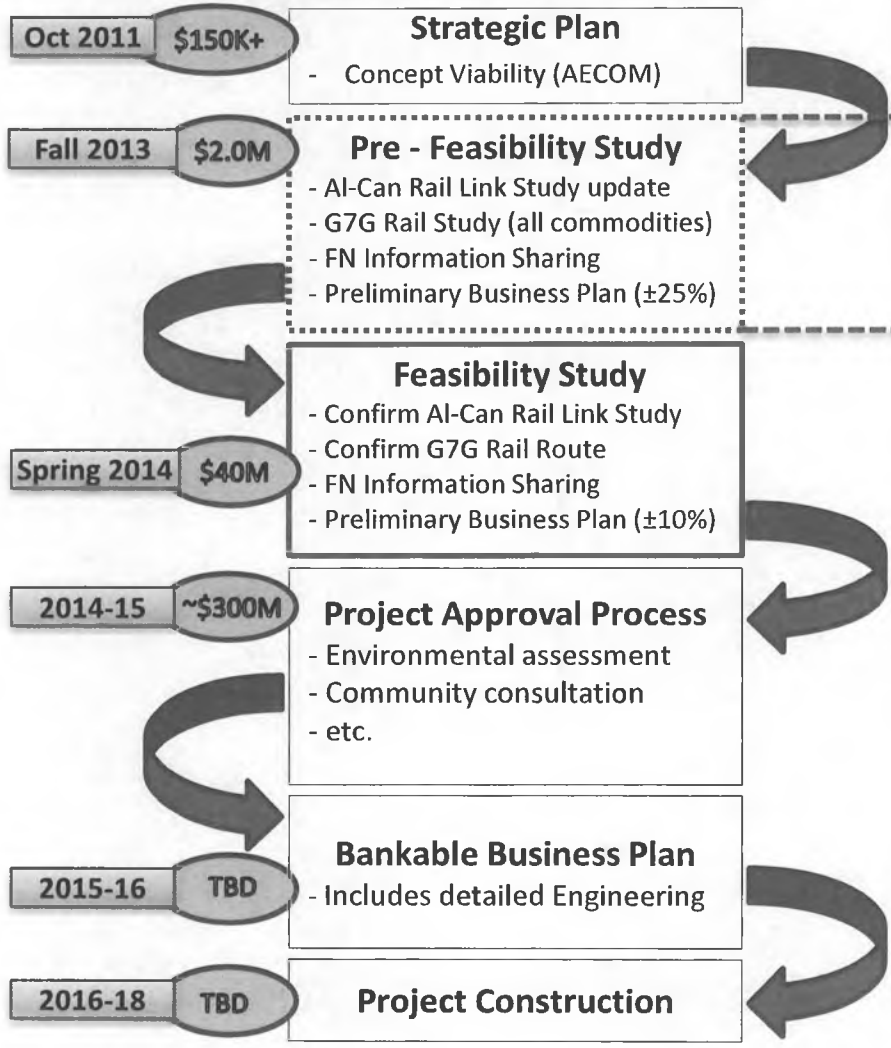 Oct 2011 $150K+ Strategic Plan
- Concept Viability (AECOM)
Fall 2013 $2.0M Pre - Feasibility Study
- Al-Can Rail Link Study update
- G7G Rail Study (all commodities)
- FN Information Sharing
- Preliminary Business Plan (±25%)
Feasibility Study
- Confirm Al-Can Rail Link Study
- Confirm G7G Rail Route
Spring 2014 $40M
- FN Information Sharing
- Preliminary Business Plan (±10%)
2014-15 ~$300M Project Approval Process
- Environmental assessment
- Community consultation
- etc.
Bankable Business Plan
2015-16 TBD - Includes detailed Engineering
2016-18 TBD Project Construction